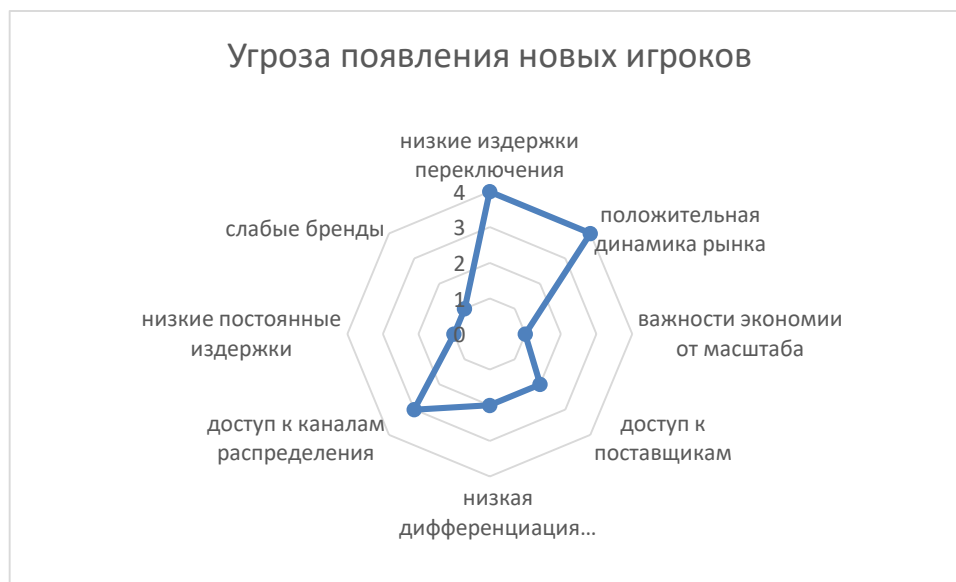 Угроза появления новых игроков
низкие издержки
переключения
4
3
2
1
0
положительная
динамика рынка
важности экономии
от масштаба
доступ к
поставщикам
низкая
дифференциация...
доступ к каналам
распределения
низкие постоянные
издержки
слабые бренды